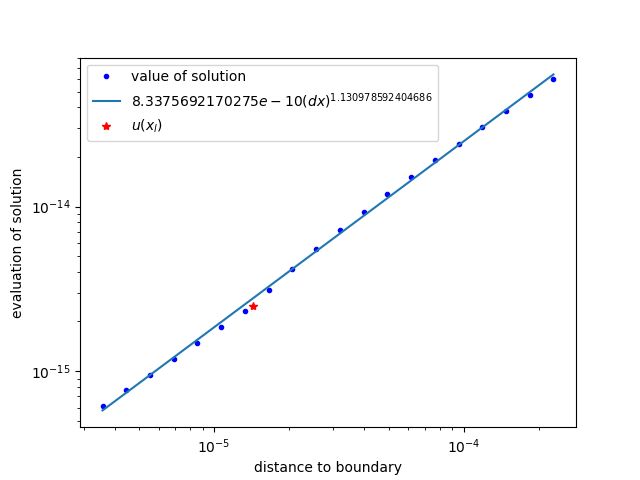 value of solution
8.3375692170275e − 10(dx)^1.130978592404686
u(x_l)
10^−14
10^−15
10^−5
10^−4
evaluation of solution
distance to boundary